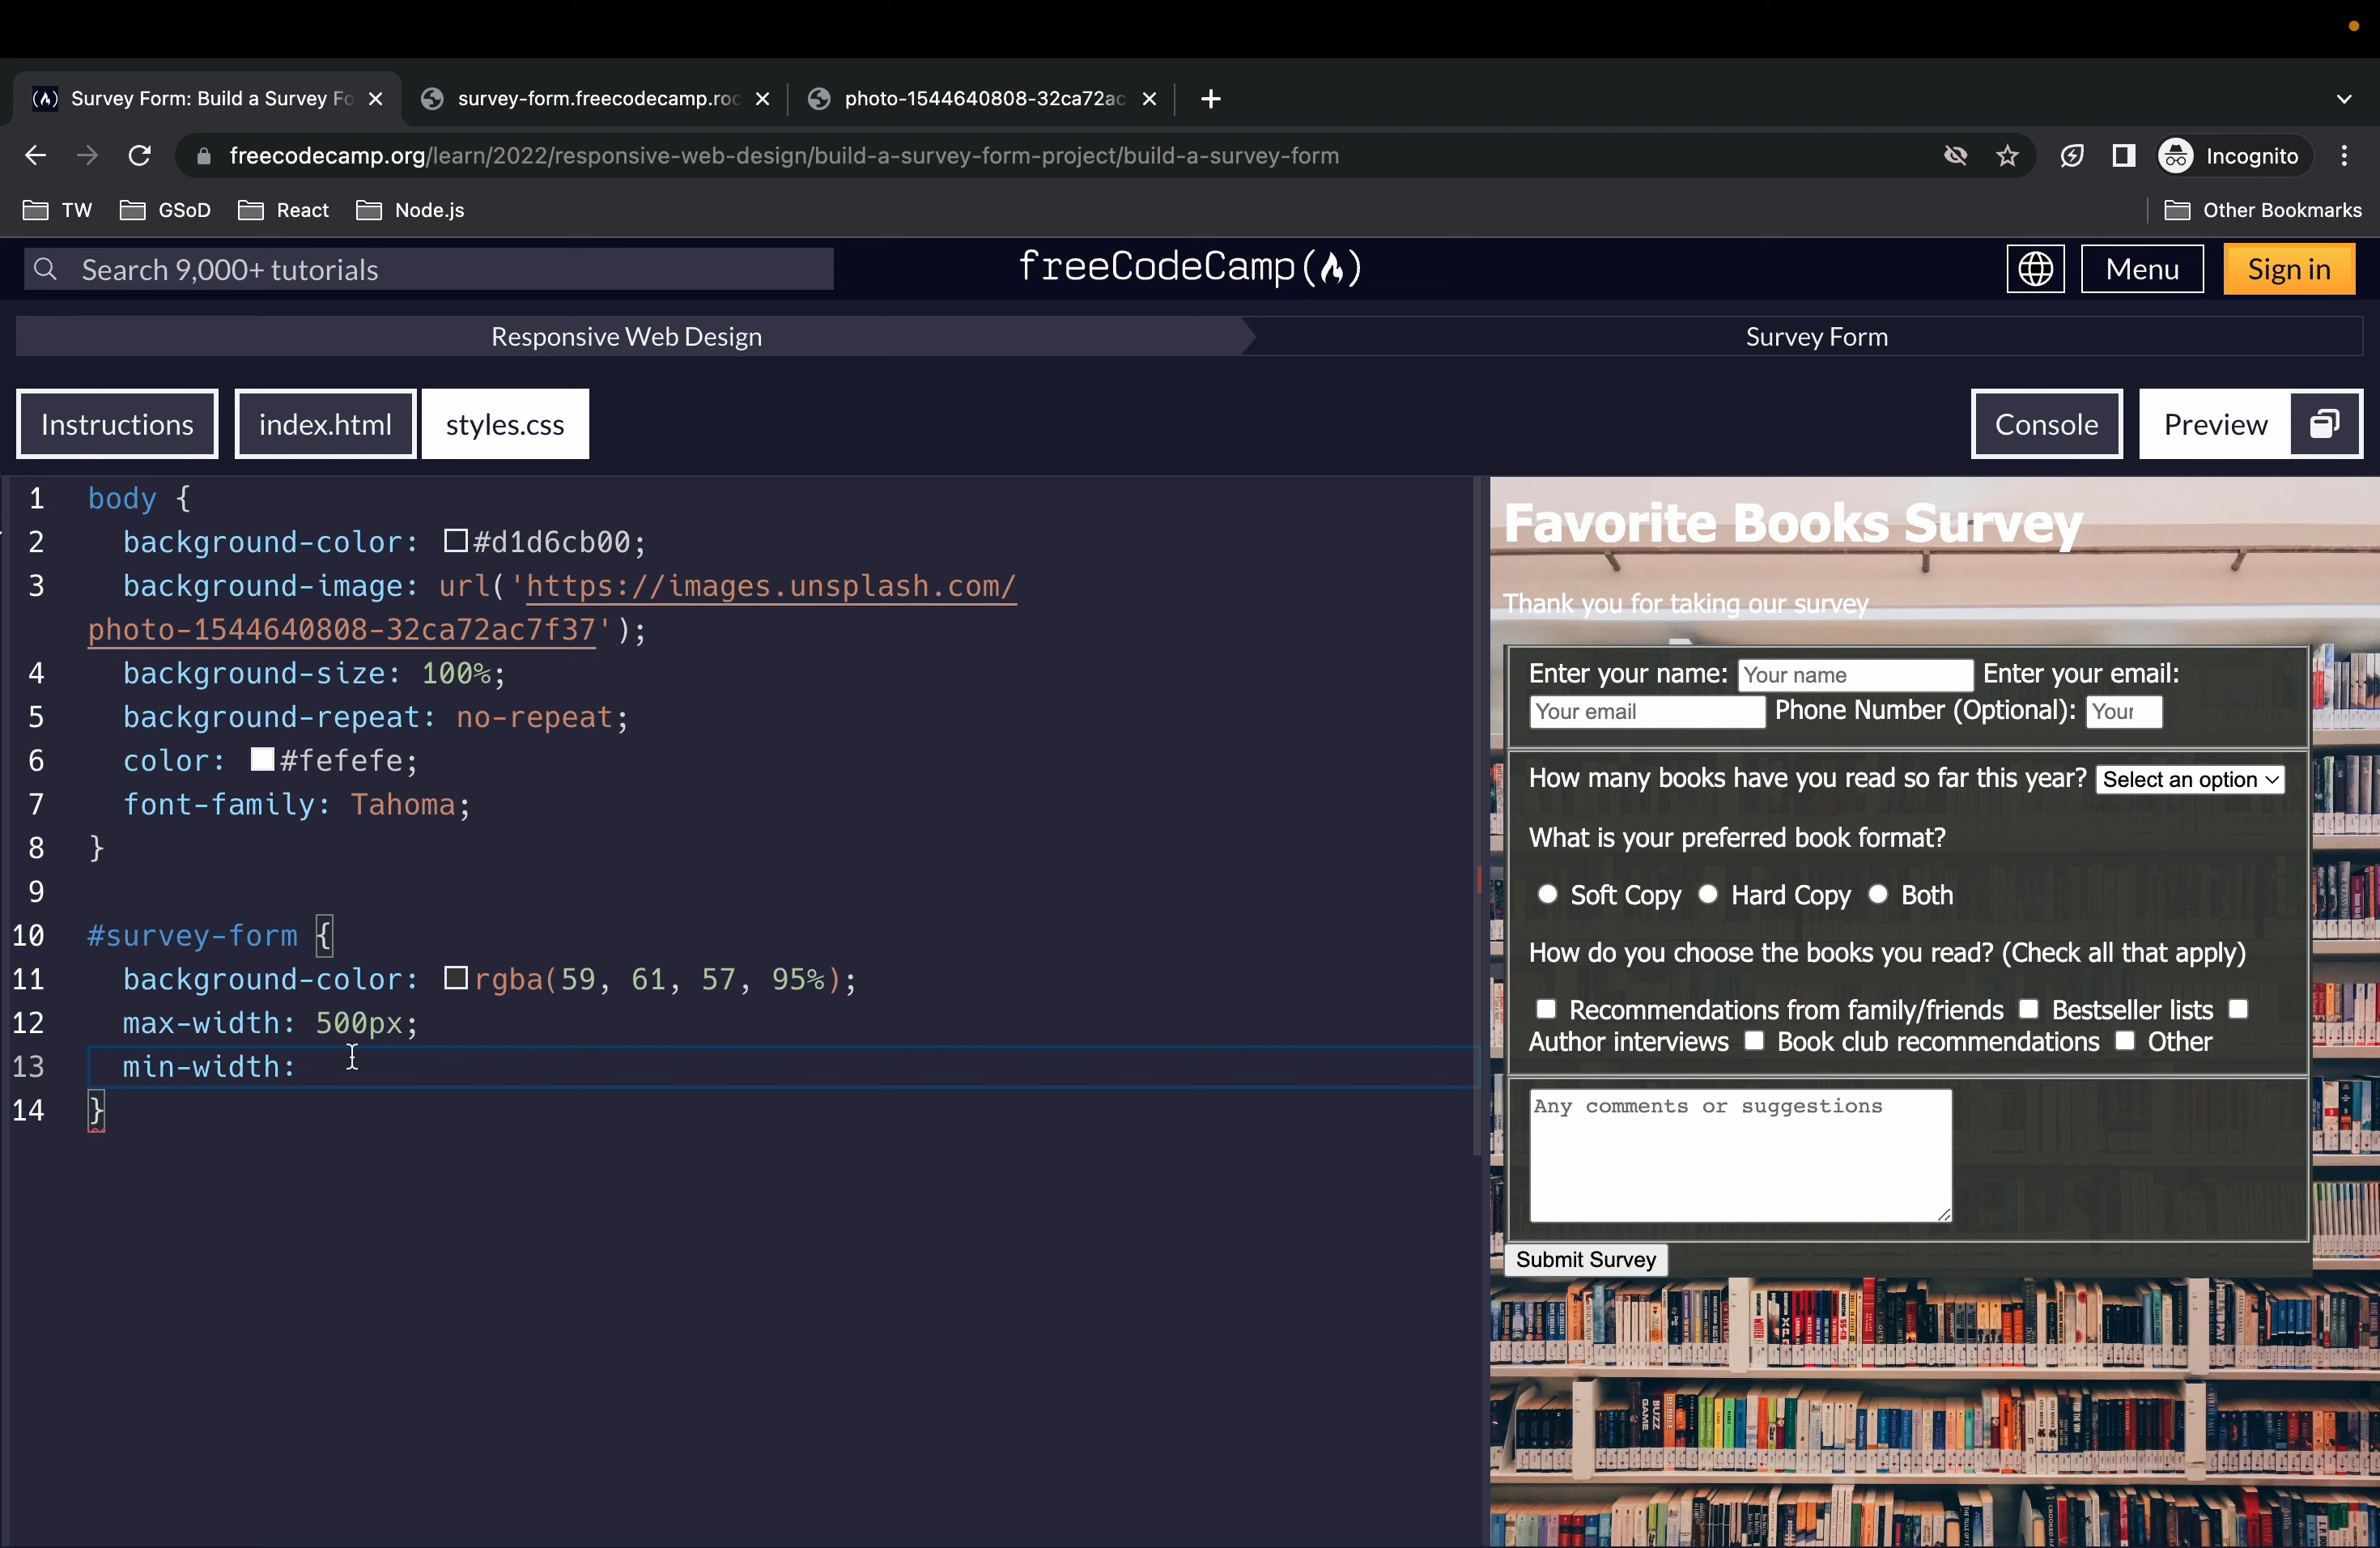 Survey Form: Build a Survey Fo
survey-form.freecodecamp.roc
photo-1544640808-32ca72ac
freecodecamp.org/learn/2022/responsive-web-design/build-a-survey-form-project/build-a-survey-form
Incognito
TW
GSoD
React
Node.js
Other Bookmarks
Search 9,000+ tutorials
freeCodeCamp
Menu
Sign in
Responsive Web Design
Survey Form
Instructions
index.html
styles.css
Console
Preview
1 body {
2 background-color: #d1d6cb00;
3 background-image: url('https://images.unsplash.com/
photo-1544640808-32ca72ac7f37');
4 background-size: 100%;
5 background-repeat: no-repeat;
6 color: #fefefe;
7 font-family: Tahoma;
8 }
9
10 #survey-form {
11 background-color: rgba(59, 61, 57, 95%);
12 max-width: 500px;
13 min-width:
14 }
Favorite Books Survey
Thank you for taking our survey
Enter your name: Your name Enter your email:
Your email Phone Number (Optional): Your
How many books have you read so far this year? Select an option
What is your preferred book format?
Soft Copy Hard Copy Both
How do you choose the books you read? (Check all that apply)
Recommendations from family/friends Bestseller lists
Author interviews Book club recommendations Other
Any comments or suggestions
Submit Survey